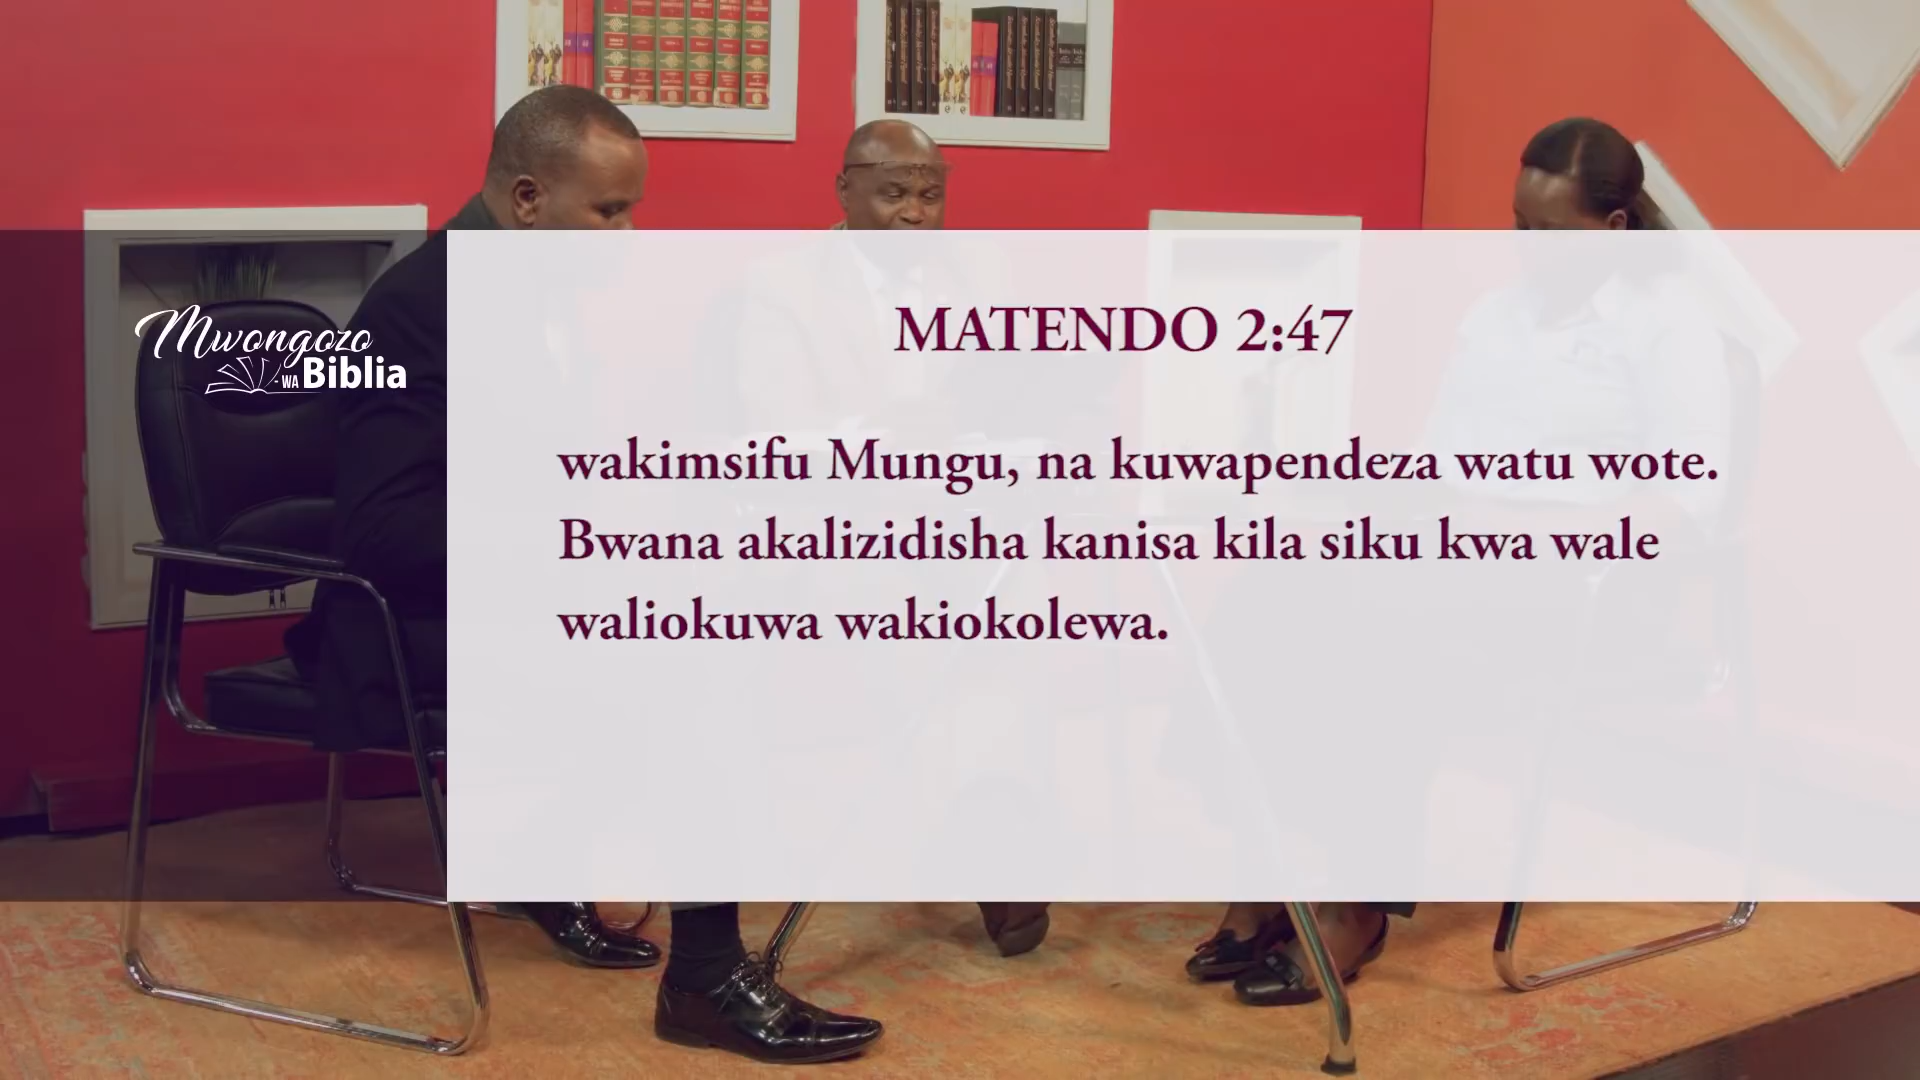 Mwongozo
- WA Biblia
MATENDO 2:47
wakimsifu Mungu, na kuwapendeza watu wote.
Bwana akalizidisha kanisa kila siku kwa wale
waliokuwa wakiokolewa.